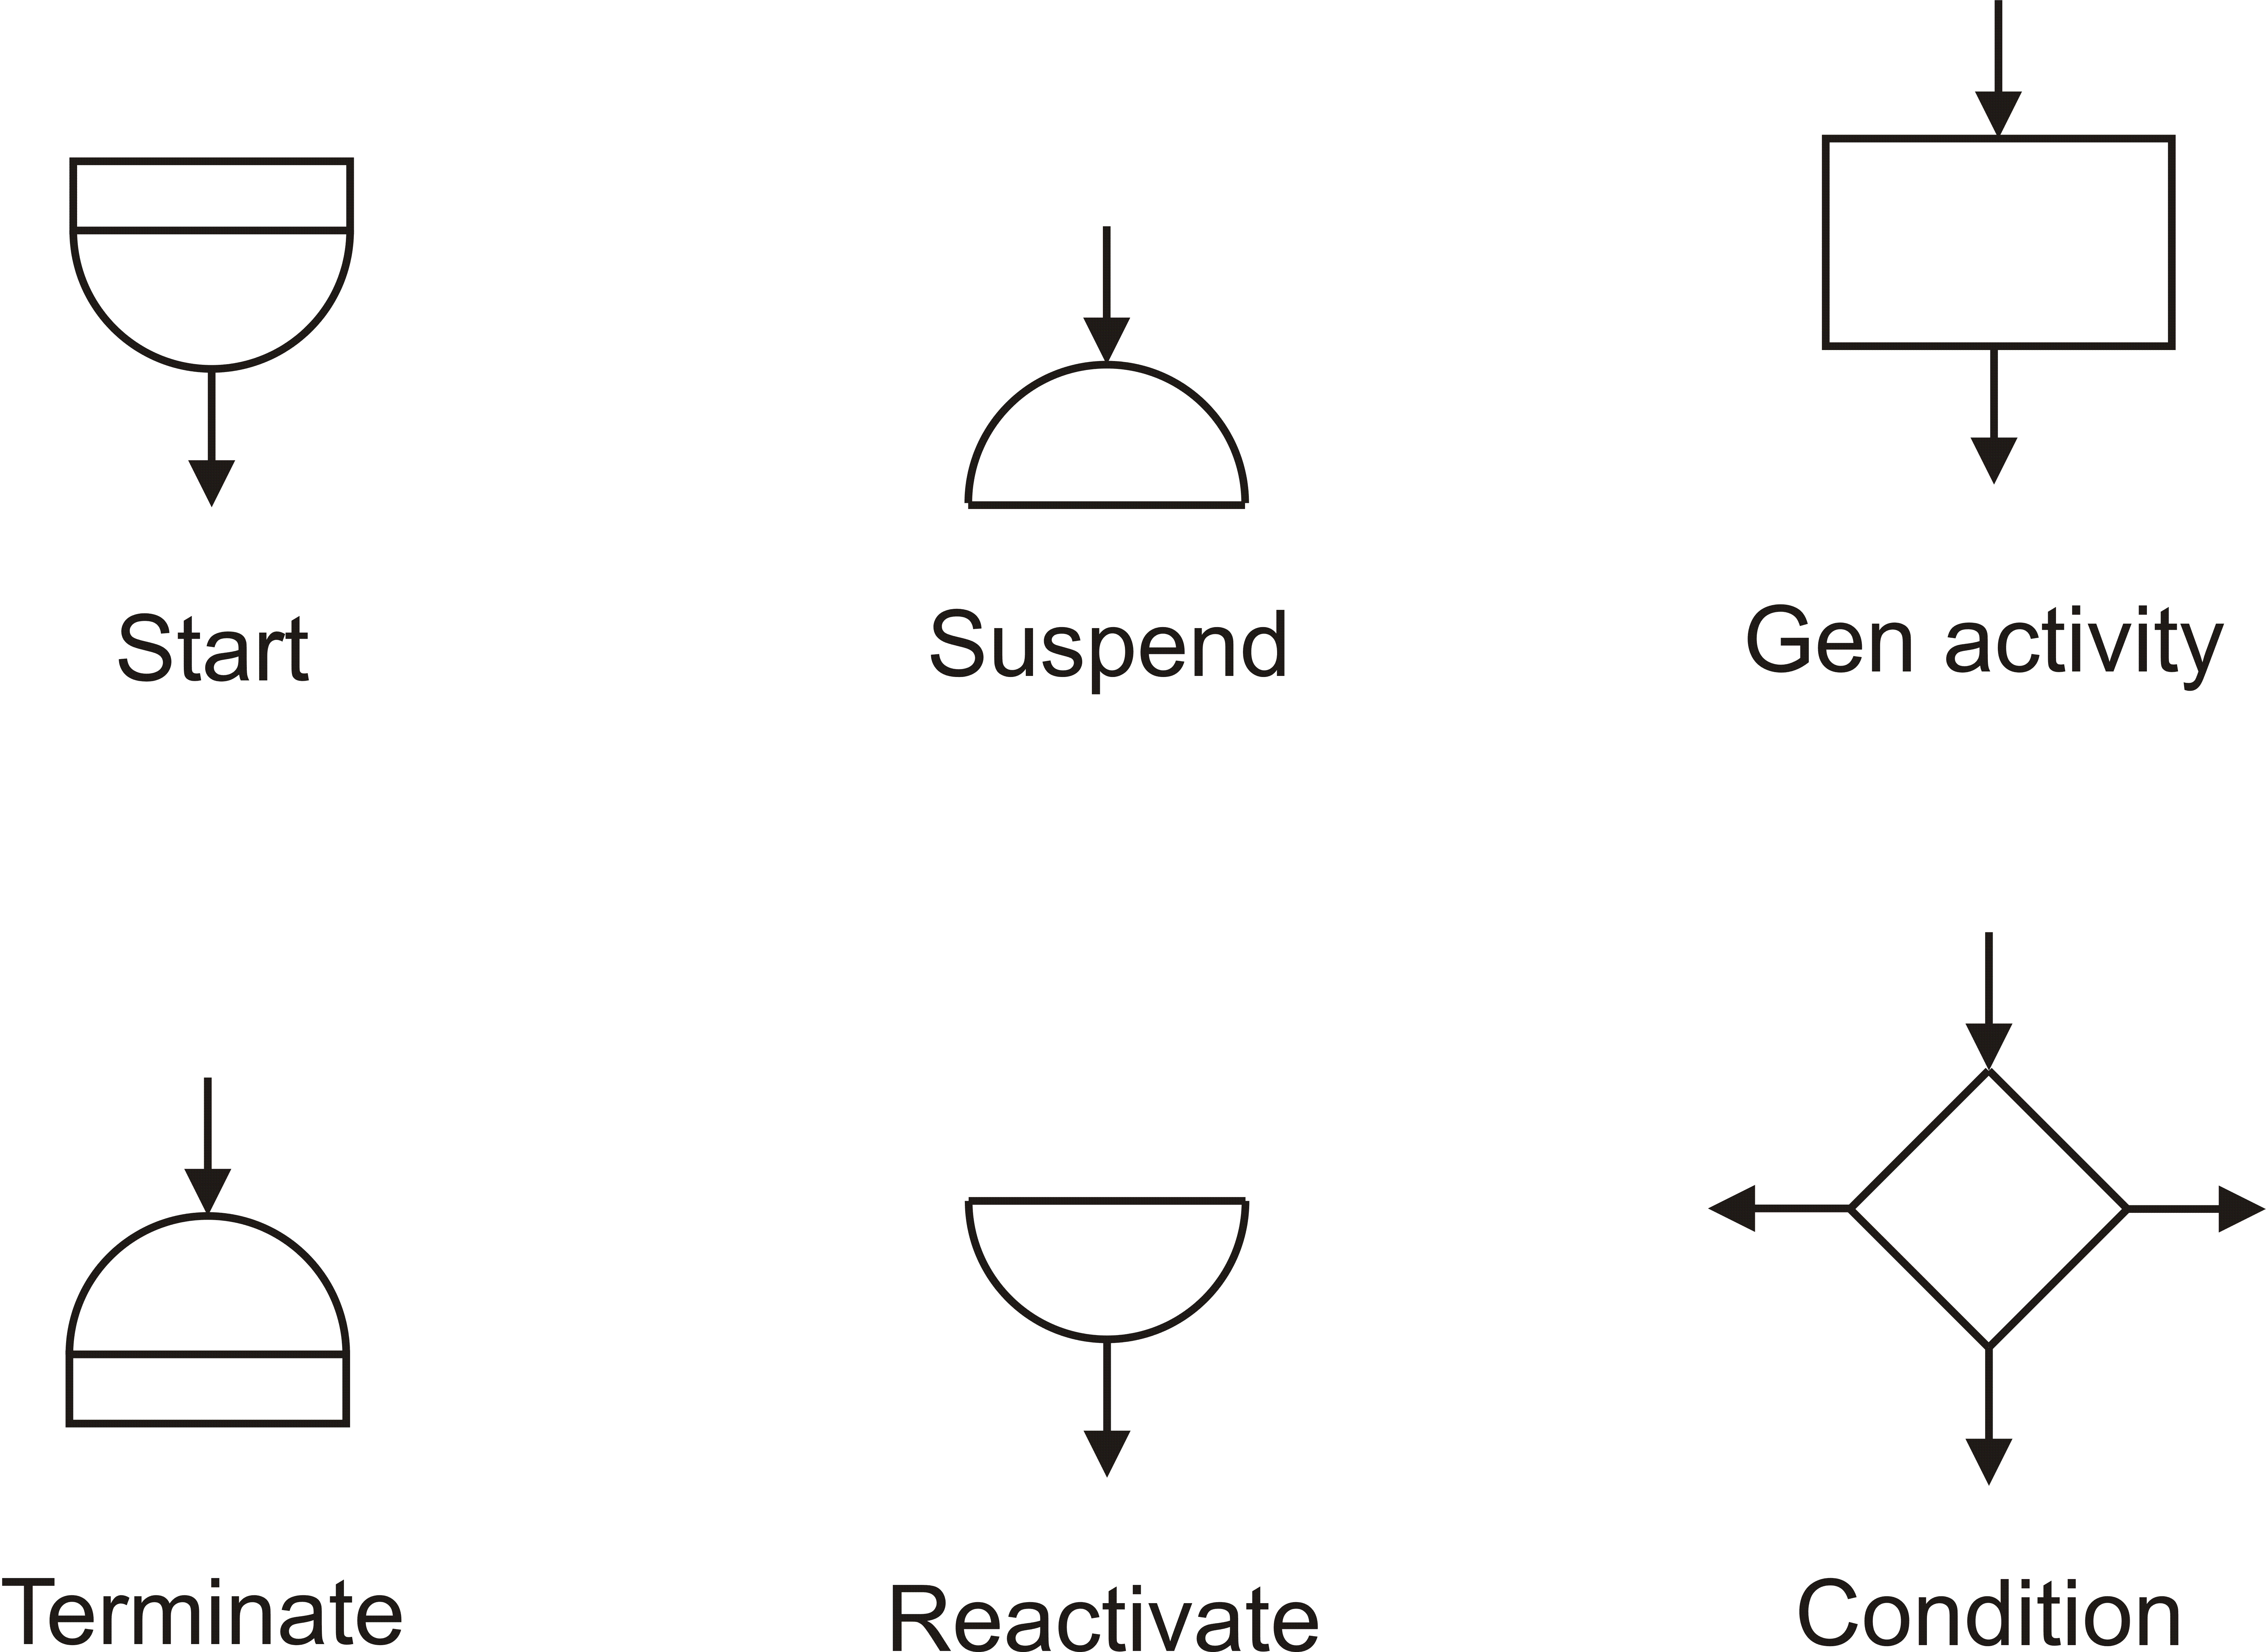 Start
Suspend
Gen activity
Terminate
Reactivate
Condition